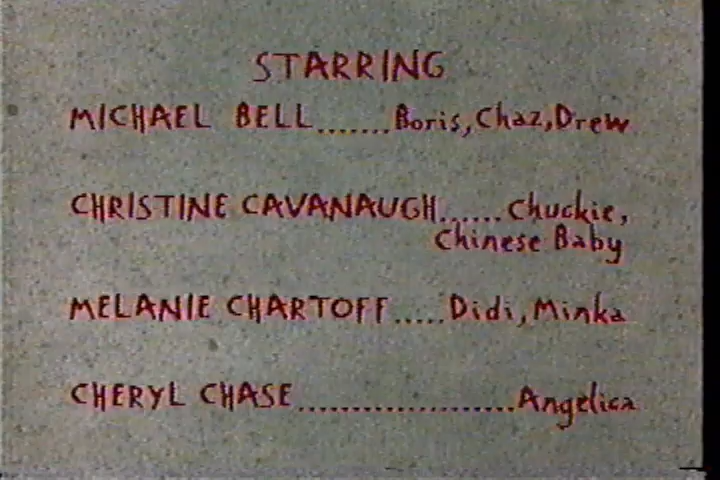 STARRING
MICHAEL BELL.......Boris,Chaz,Drew
CHRISTINE CAVANAUGH......Chuckie,
Chinese Baby
MELANIE CHARTOFF.....Didi,Minka
CHERYL CHASE...................Angelica